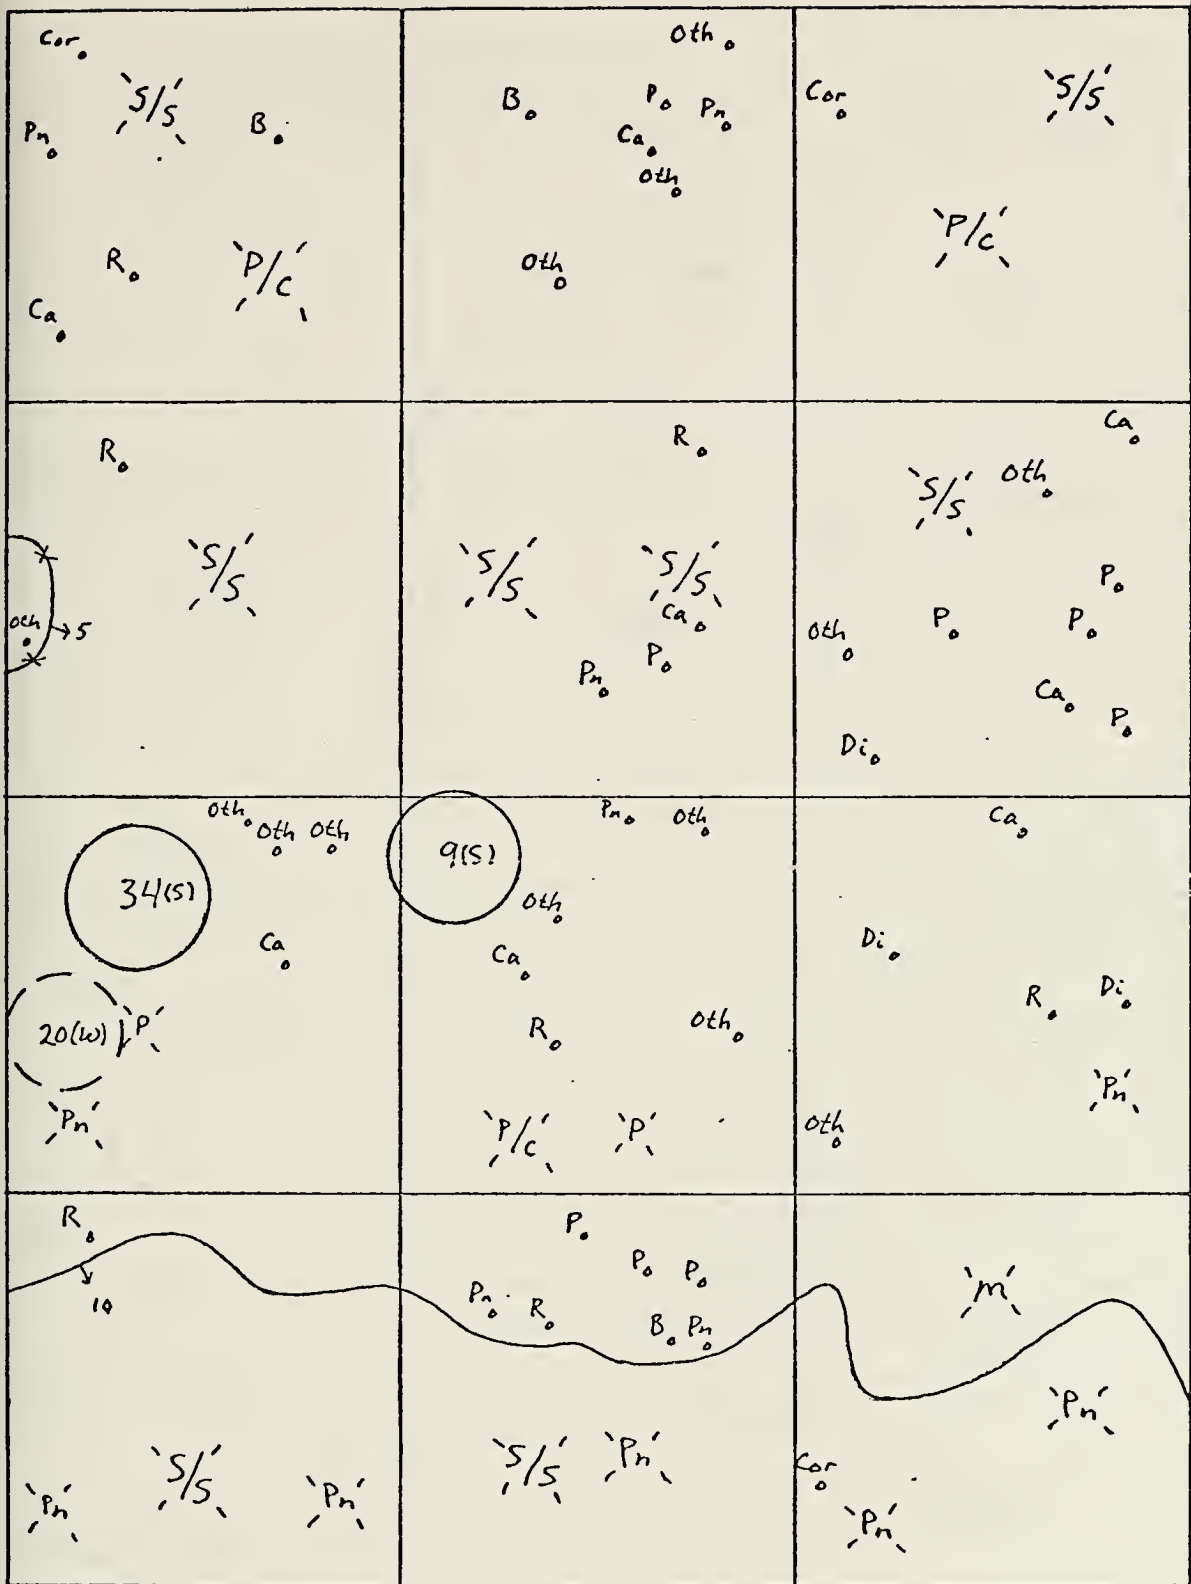 Cor
S/S
Pn
B
R
P/C
Ca
Oth
B
P
Pn
Ca
Oth
Oth
Cor
S/S
P/C
R
S/S
Oth
5
R
S/S
S/S
Ca
P
Pn
Ca
S/S
Oth
P
P
P
Oth
Ca
P
Di
Oth
Oth
Oth
34(S)
Ca
20(W)
P
Pn
Pn
Oth
9(S)
Oth
Ca
R
Oth
P/C
P
Ca
Di
R
Di
Pn
Oth
R
10
S/S
Pn
Pn
P
P
P
Pn
R
B
Pn
S/S
Pn
m
Pn
Cor
Pn